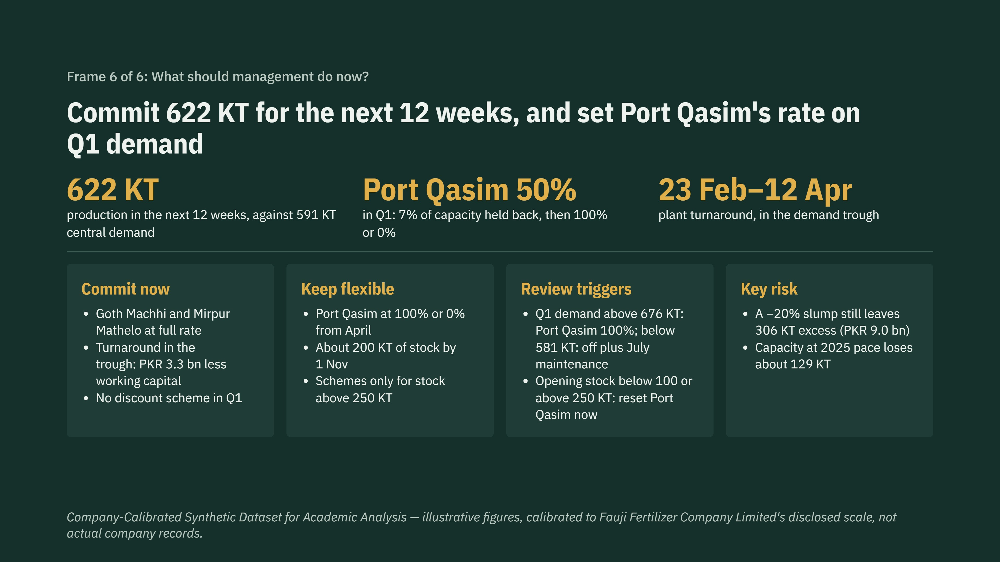 Frame 6 of 6: What should management do now?
Commit 622 KT for the next 12 weeks, and set Port Qasim's rate on
Q1 demand
622 KT
production in the next 12 weeks, against 591 KT
central demand
Port Qasim 50%
in Q1: 7% of capacity held back, then 100%
or 0%
23 Feb–12 Apr
plant turnaround, in the demand trough
Commit now
• Goth Machhi and Mirpur
Mathelo at full rate
• Turnaround in the
trough: PKR 3.3 bn less
working capital
• No discount scheme in Q1
Keep flexible
• Port Qasim at 100% or 0%
from April
• About 200 KT of stock by
1 Nov
• Schemes only for stock
above 250 KT
Review triggers
• Q1 demand above 676 KT:
Port Qasim 100%; below
581 KT: off plus July
maintenance
• Opening stock below 100 or
above 250 KT: reset Port
Qasim now
Key risk
• A −20% slump still leaves
306 KT excess (PKR 9.0 bn)
• Capacity at 2025 pace loses
about 129 KT
Company-Calibrated Synthetic Dataset for Academic Analysis — illustrative figures, calibrated to Fauji Fertilizer Company Limited's disclosed scale, not
actual company records.